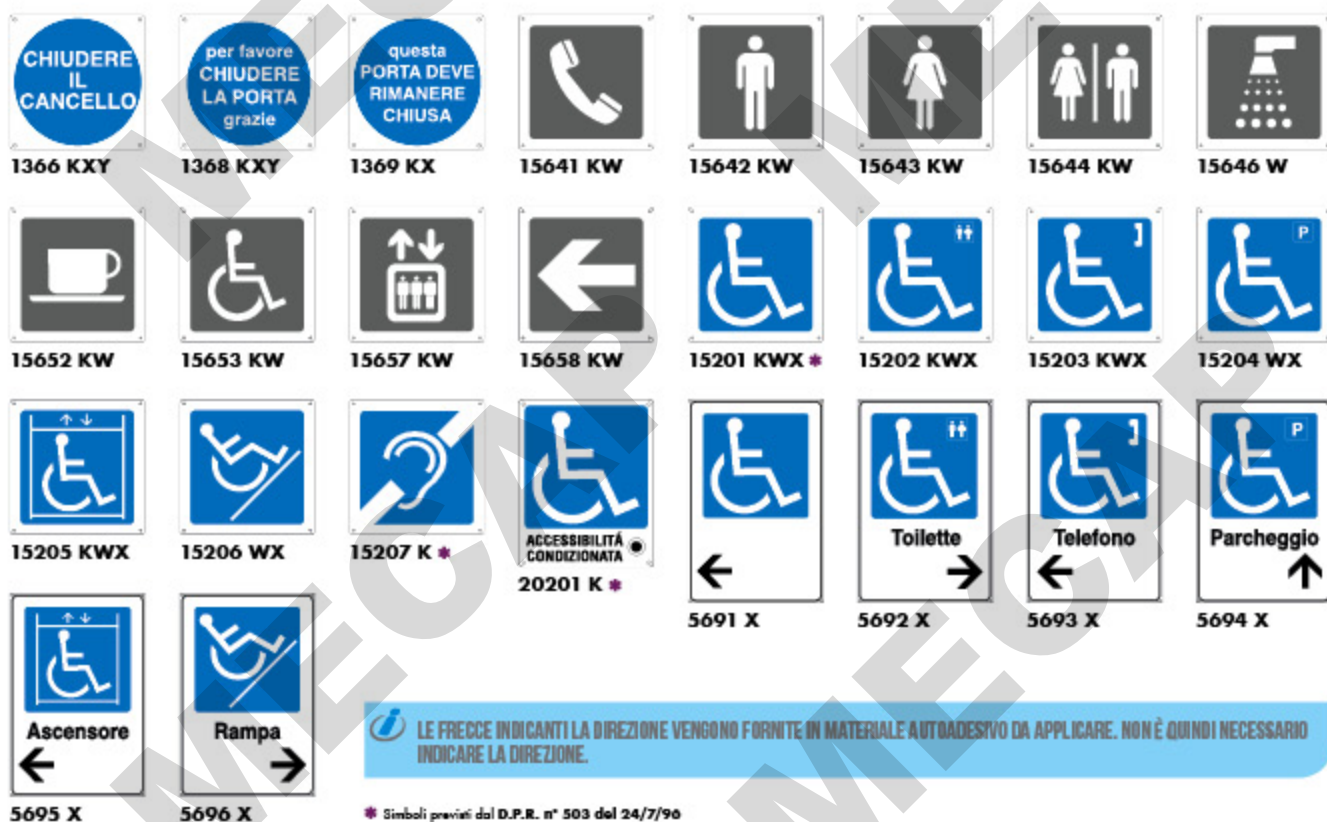 CHIUDERE
IL
CANCELLO
per favore
CHIUDERE
LA PORTA
grazie
questa
PORTA DEVE
RIMANERE
CHIUSA
1366 KXY
1368 KXY
1369 KX
15641 KW
15642 KW
15643 KW
15644 KW
15646 W
P
15652 KW
15653 KW
15657 KW
15658 KW
15201 KWX *
15202 KWX
15203 KWX
15204 WX
15205 KWX
15206 WX
15207 K *
ACCESSIBILITÁ
CONDIZIONATA
20201 K *
5691 X
Toilette
5692 X
Telefono
5693 X
P
Parcheggio
5694 X
Ascensore
5695 X
Rampa
5696 X
i LE FRECCE INDICANTI LA DIREZIONE VENGONO FORNITE IN MATERIALE AUTOADESIVO DA APPLICARE. NON È QUINDI NECESSARIO
INDICARE LA DIREZIONE.
* Simboli previsti dal D.P.R. n° 503 del 24/7/96
MECAP
MECAP
MECAP
MECAP